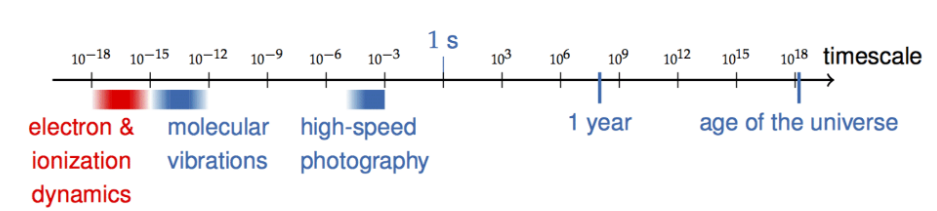 1 s
10⁻¹⁸ 10⁻¹⁵ 10⁻¹² 10⁻⁹ 10⁻⁶ 10⁻³ 10³ 10⁶ 10⁹ 10¹² 10¹⁵ 10¹⁸ timescale
electron & molecular high-speed 1 year age of the universe
ionization vibrations photography
dynamics